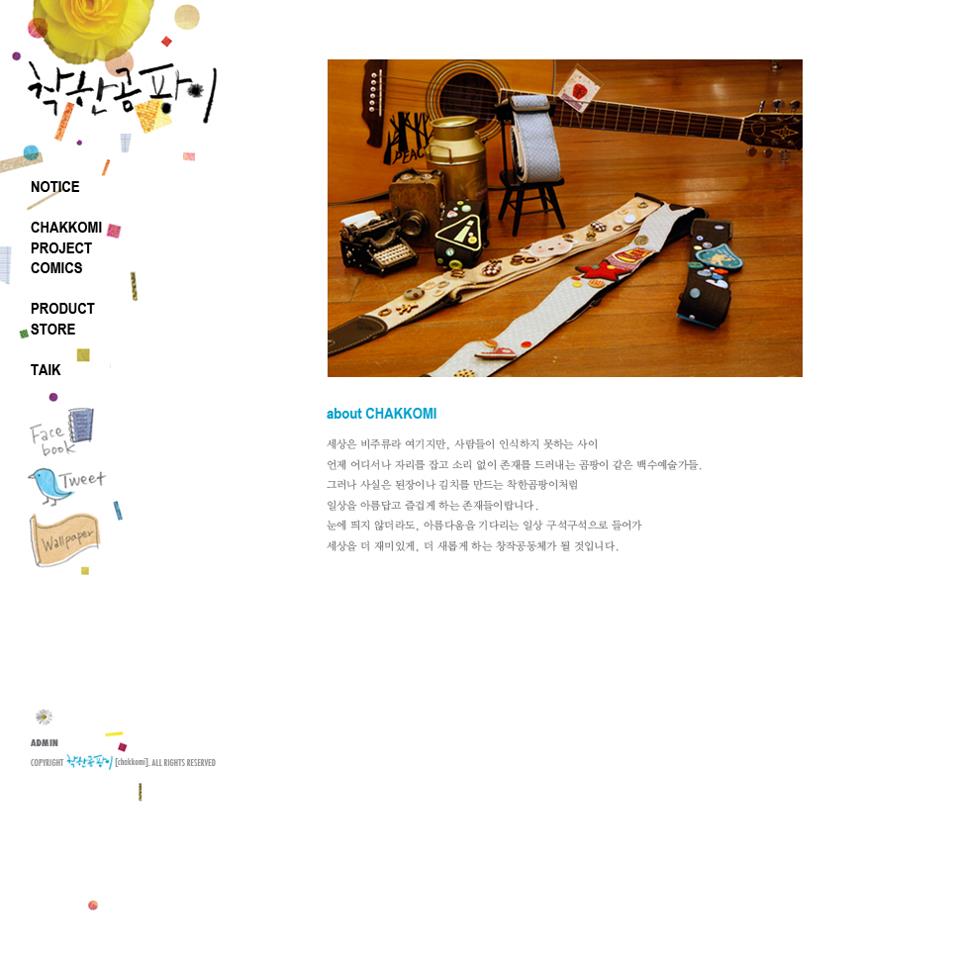 착한곰팡이
NOTICE
CHAKKOMI
PROJECT
COMICS
PRODUCT
STORE
TAIK
Face
book
Tweet
Wallpaper
PEACE
about CHAKKOMI
세상은 비주류라 여기지만, 사람들이 인식하지 못하는 사이
언제 어디서나 자리를 잡고 소리 없이 존재를 드러내는 곰팡이 같은 백수예술가들.
그러나 사실은 된장이나 김치를 만드는 착한곰팡이처럼
일상을 아름답고 즐겁게 하는 존재들이랍니다.
눈에 띄지 않더라도, 아름다움을 기다리는 일상 구석구석으로 들어가
세상을 더 재미있게, 더 새롭게 하는 창작공동체가 될 것입니다.
ADMIN
COPYRIGHT 착한곰팡이 [chakkomi]. ALL RIGHTS RESERVED